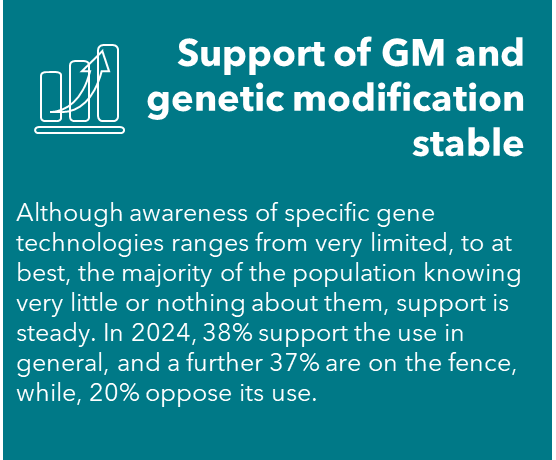 Support of GM and
genetic modification
stable
Although awareness of specific gene
technologies ranges from very limited, to at
best, the majority of the population knowing
very little or nothing about them, support is
steady. In 2024, 38% support the use in
general, and a further 37% are on the fence,
while, 20% oppose its use.